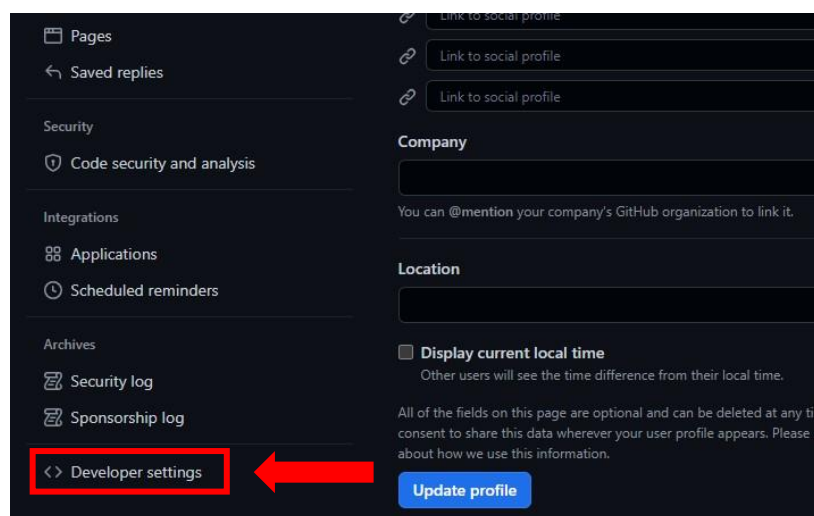 Pages
Saved replies
Security
Code security and analysis
Integrations
Applications
Scheduled reminders
Archives
Security log
Sponsorship log
<> Developer settings
Link to social profile
Link to social profile
Link to social profile
Company
You can @mention your company's GitHub organization to link it.
Location
Display current local time
Other users will see the time difference from their local time.
All of the fields on this page are optional and can be deleted at any ti
consent to share this data wherever your user profile appears. Please
about how we use this information.
Update profile